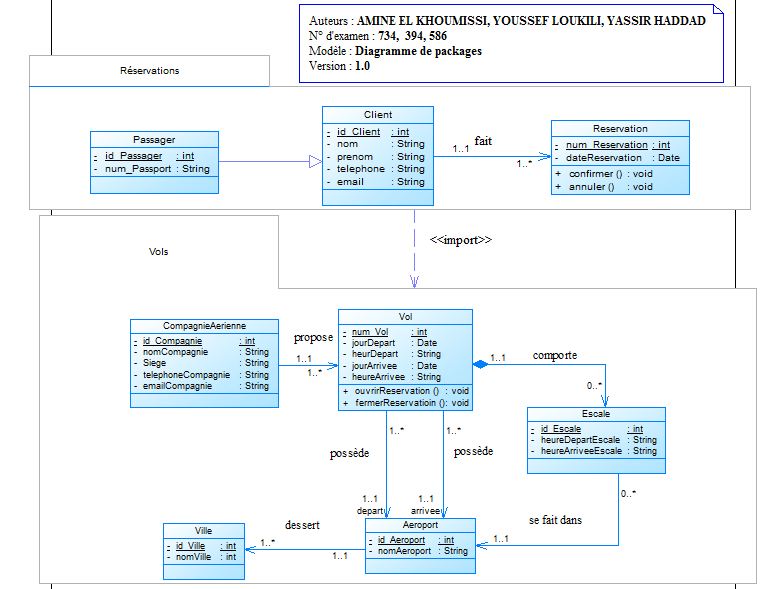 Auteurs : AMINE EL KHOUMISSI, YOUSSEF LOUKILI, YASSIR HADDAD
N° d'examen : 734, 394, 586
Modèle : Diagramme de packages
Version : 1.0
Réservations
Passager
- id_Passager : int
- num_Passport : String
Client
- id_Client : int
- nom : String
- prenom : String
- telephone : String
- email : String
fait
1..1
1..*
Reservation
- num_Reservation : int
- dateReservation : Date
+ confirmer () : void
+ annuler () : void
<<import>>
Vols
CompagnieAerienne
- id_Compagnie : int
- nomCompagnie : String
- Siege : String
- telephoneCompagnie : String
- emailCompagnie : String
propose
1..1
1..*
Vol
- num_Vol : int
- jourDepart : Date
- heurDepart : String
- jourArrivee : Date
- heureArrivee : String
+ ouvrirReservation () : void
+ fermerReservatioin () : void
1..1
comporte
0..*
Escale
- id_Escale : int
- heureDepartEscale : String
- heureArriveeEscale : String
1..*
1..*
possède
possède
1..1
depart
1..1
arrivee
0..*
se fait dans
1..1
Aeroport
- id_Aeroport : int
- nomAeroport : String
dessert
1..*
1..1
Ville
- id_Ville : int
- nomVille : int